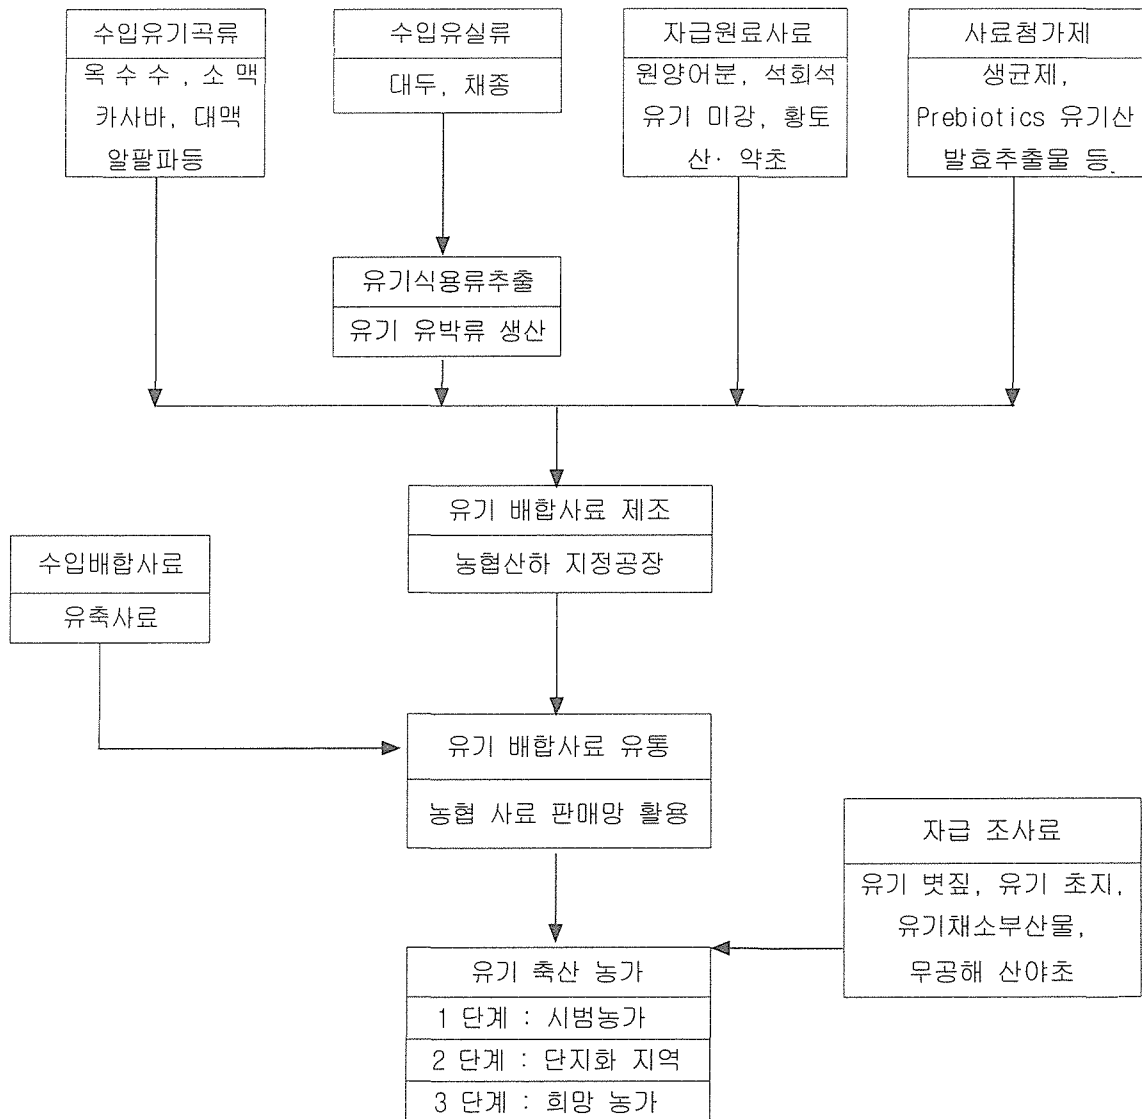 수입유기곡류
옥 수 수 , 소 맥
카사바, 대맥
알팔파등
수입유실류
대두, 채종
자급원료사료
원양어분, 석회석
유기 미강, 황토
산· 약초
사료첨가제
생균제,
Prebiotics 유기산
발효추출물 등.
유기식용류추출
유기 유박류 생산
유기 배합사료 제조
농협산하 지정공장
수입배합사료
유축사료
유기 배합사료 유통
농협 사료 판매망 활용
자급 조사료
유기 볏짚, 유기 초지,
유기채소부산물,
무공해 산야초
유기 축산 농가
1 단계 : 시범농가
2 단계 : 단지화 지역
3 단계 : 희망 농가